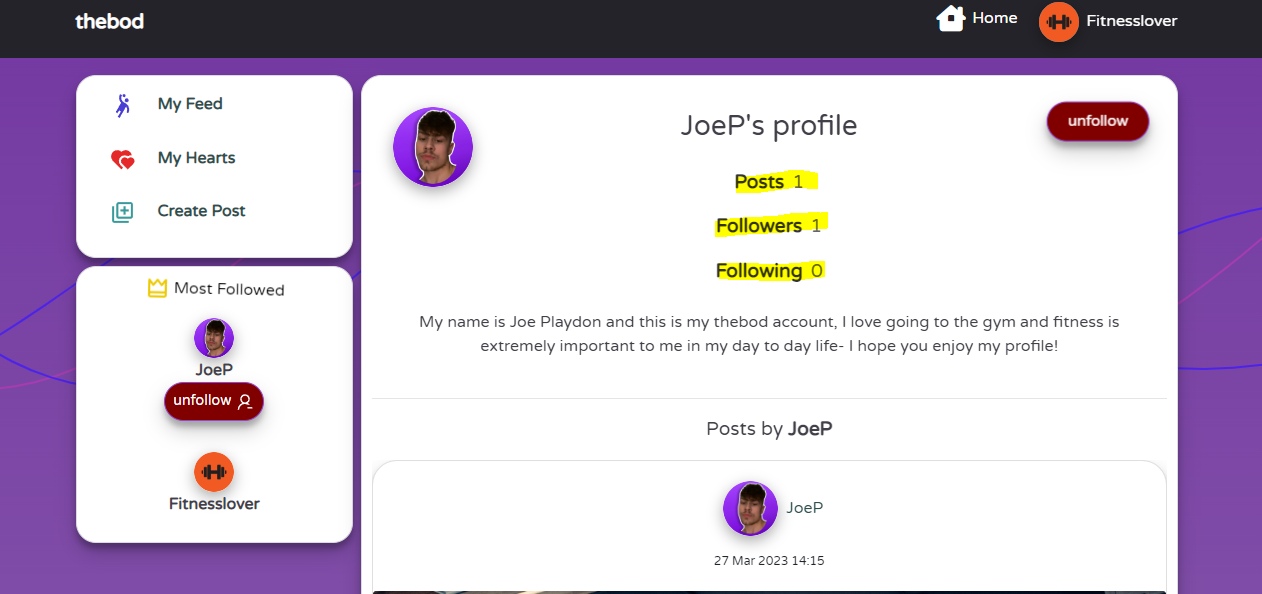 thebod
Home
Fitnesslover
My Feed
My Hearts
Create Post
Most Followed
JoeP
unfollow
Fitnesslover
JoeP's profile
unfollow
Posts 1
Followers 1
Following 0
My name is Joe Playdon and this is my thebod account, I love going to the gym and fitness is
extremely important to me in my day to day life- I hope you enjoy my profile!
Posts by JoeP
JoeP
27 Mar 2023 14:15